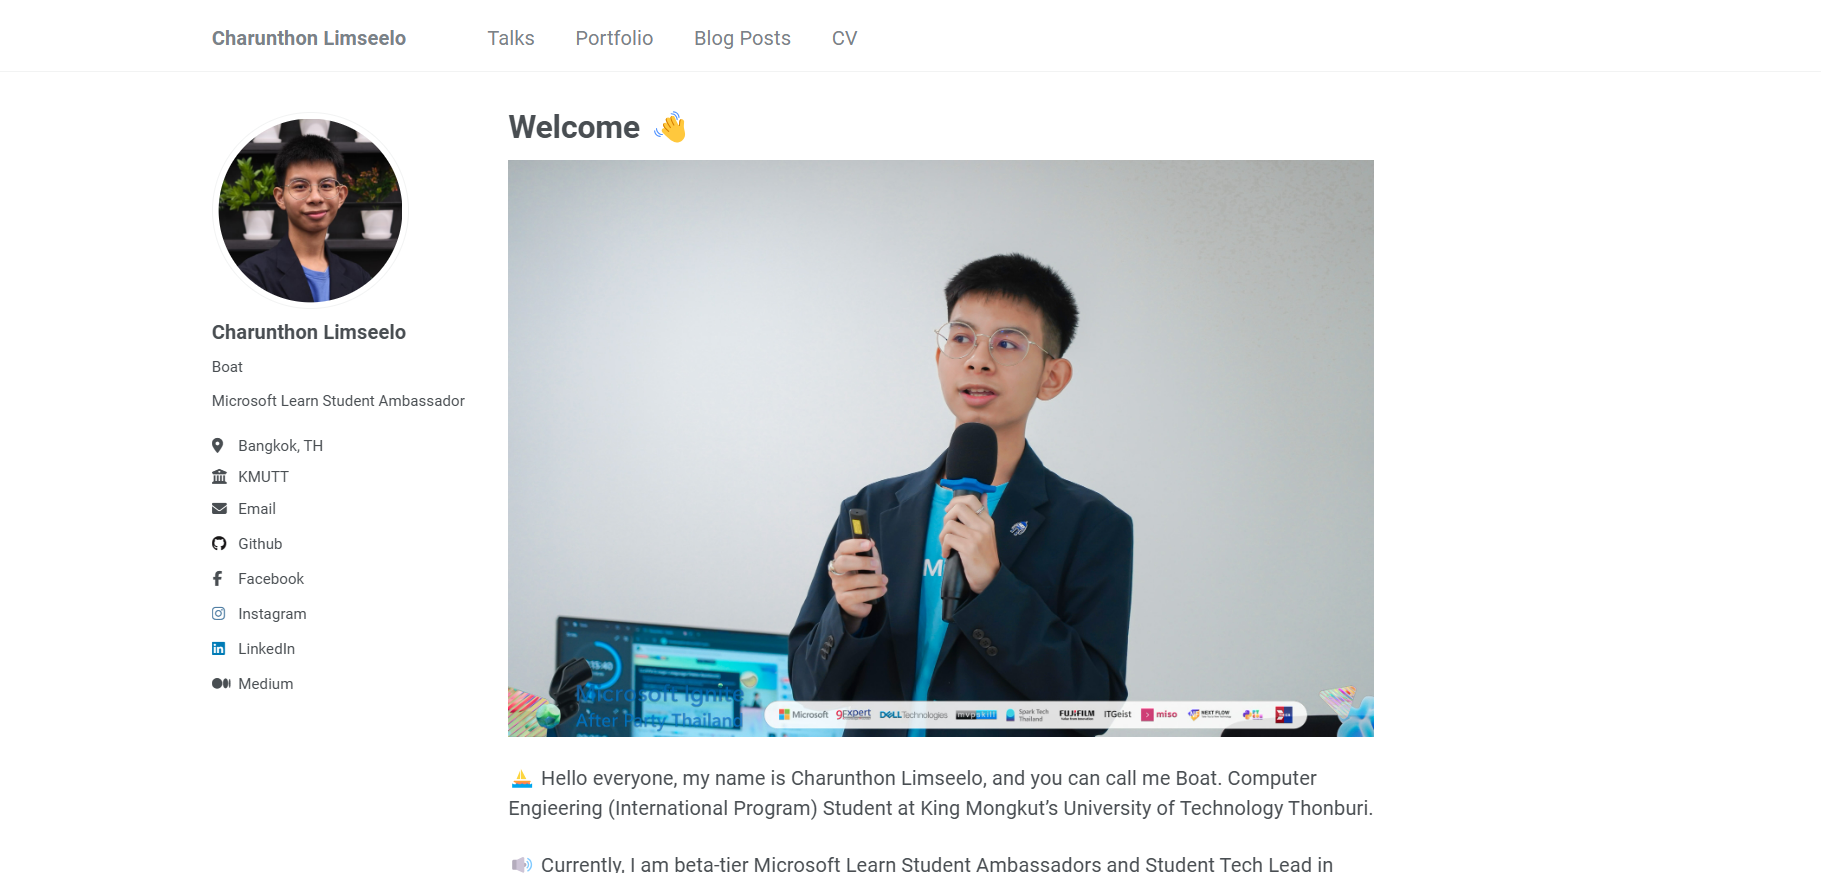 Charunthon Limseelo
Talks
Portfolio
Blog Posts
CV
Charunthon Limseelo
Boat
Microsoft Learn Student Ambassador
Bangkok, TH
KMUTT
Email
Github
Facebook
Instagram
LinkedIn
Medium
Welcome 👋
M
15:40
Microsoft Ignite
After Party Thailand
Microsoft
9Expert
DELL Technologies
mvpskill
Spark Tech
Thailand
FUJIFILM
ITGeist
miso
NEXT FLOW
⛵ Hello everyone, my name is Charunthon Limseelo, and you can call me Boat. Computer
Engieering (International Program) Student at King Mongkut’s University of Technology Thonburi.
🔊 Currently, I am beta-tier Microsoft Learn Student Ambassadors and Student Tech Lead in